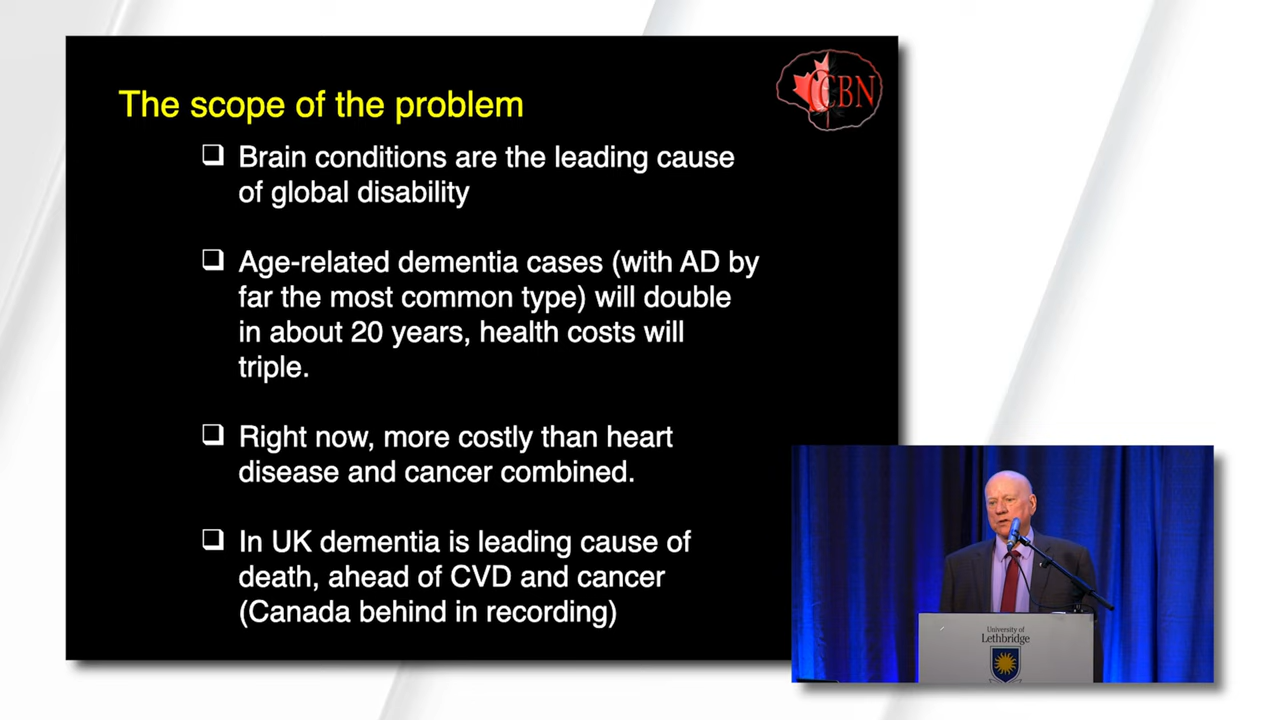 The scope of the problem
CBN
❑ Brain conditions are the leading cause
of global disability
❑ Age-related dementia cases (with AD by
far the most common type) will double
in about 20 years, health costs will
triple.
❑ Right now, more costly than heart
disease and cancer combined.
❑ In UK dementia is leading cause of
death, ahead of CVD and cancer
(Canada behind in recording)
University of
Lethbridge